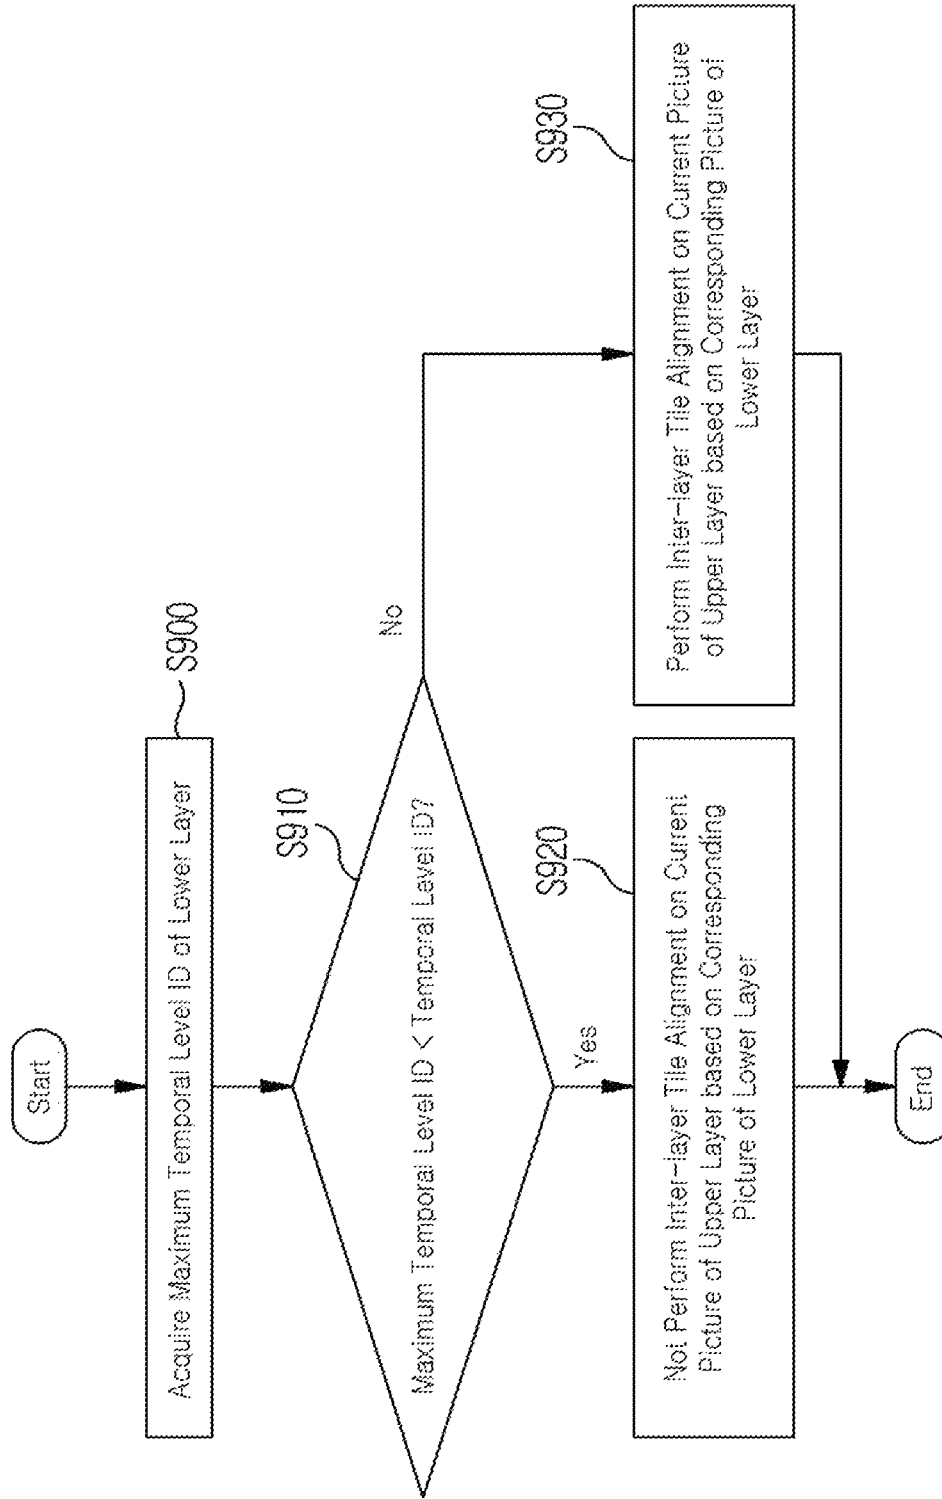 Start
S900
Acquire Maximum Temporal Level ID of Lower Layer
S910
Maximum Temporal Level ID < Temporal Level ID?
No
Yes
S920
Not Perform Inter-layer Tile Alignment on Current
Picture of Upper Layer based on Corresponding
Picture of Lower Layer
S930
Perform Inter-layer Tile Alignment on Current Picture
of Upper Layer based on Corresponding Picture of
Lower Layer
End